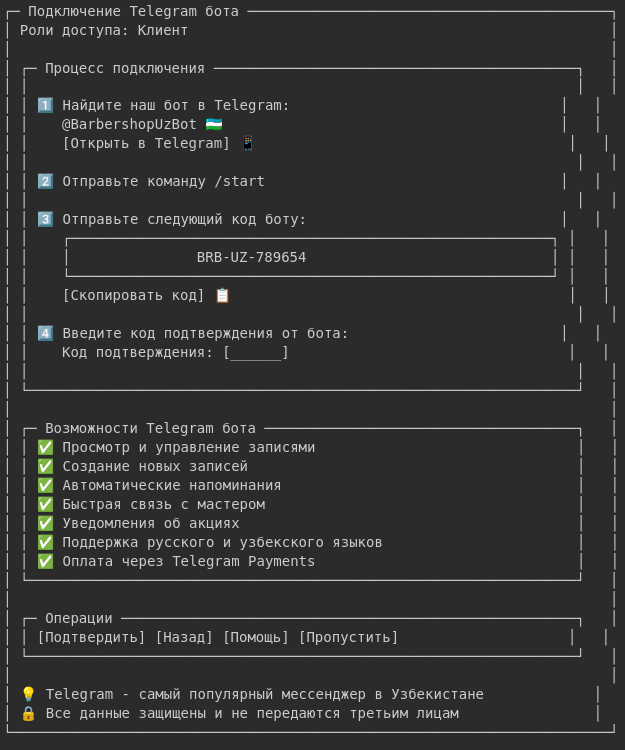 Подключение Telegram бота
Роли доступа: Клиент
Процесс подключения
1️⃣ Найдите наш бот в Telegram:
@BarbershopUzBot 🇺🇿
[Открыть в Telegram] 📱
2️⃣ Отправьте команду /start
3️⃣ Отправьте следующий код боту:
BRB-UZ-789654
[Скопировать код] 📋
4️⃣ Введите код подтверждения от бота:
Код подтверждения: [______]
Возможности Telegram бота
✅ Просмотр и управление записями
✅ Создание новых записей
✅ Автоматические напоминания
✅ Быстрая связь с мастером
✅ Уведомления об акциях
✅ Поддержка русского и узбекского языков
✅ Оплата через Telegram Payments
Операции
[Подтвердить] [Назад] [Помощь] [Пропустить]
💡 Telegram - самый популярный мессенджер в Узбекистане
🔒 Все данные защищены и не передаются третьим лицам